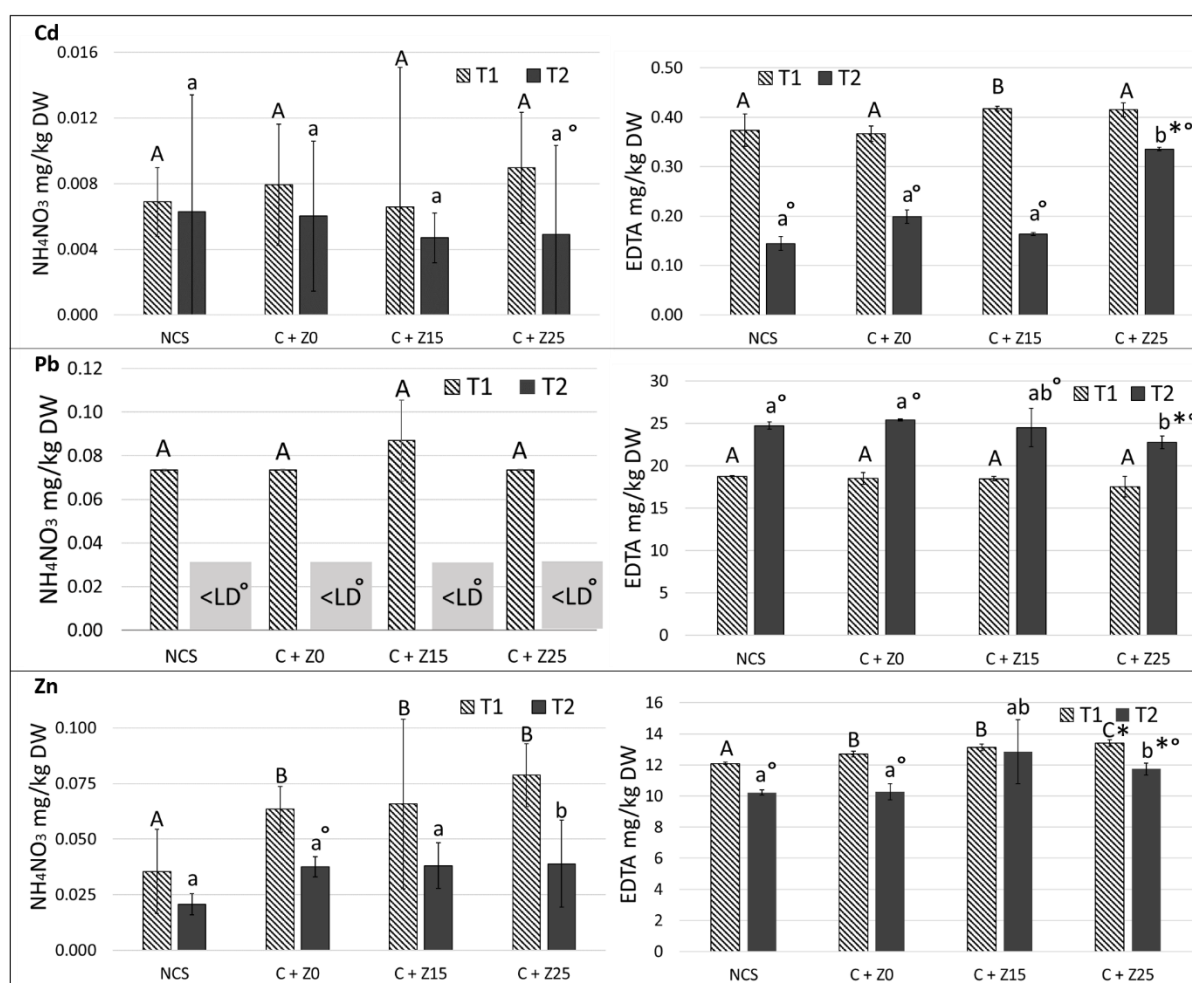 Cd
NH₄NO₃ mg/kg DW
0.016
0.012
0.008
0.004
0.000
T1 T2
A a A a A a A a °
NCS C + Z0 C + Z15 C + Z25
EDTA mg/kg DW
0.50
0.40
0.30
0.20
0.10
0.00
T1 T2
A a° A a° B a° A b*°
NCS C + Z0 C + Z15 C + Z25
Pb
NH₄NO₃ mg/kg DW
0.12
0.10
0.08
0.06
0.04
0.02
0.00
T1 T2
A A A A
<LD° <LD° <LD° <LD°
NCS C + Z0 C + Z15 C + Z25
EDTA mg/kg DW
30
25
20
15
10
5
0
T1 T2
A a° A a° A ab° A b*°
NCS C + Z0 C + Z15 C + Z25
Zn
NH₄NO₃ mg/kg DW
0.100
0.075
0.050
0.025
0.000
T1 T2
A a B a° B a B b
NCS C + Z0 C + Z15 C + Z25
EDTA mg/kg DW
16
14
12
10
8
6
4
2
0
T1 T2
A a° B a° B ab C* b*°
NCS C + Z0 C + Z15 C + Z25